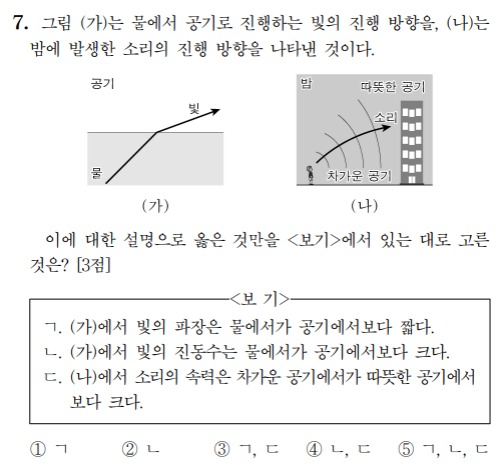 7. 그림 (가)는 물에서 공기로 진행하는 빛의 진행 방향을, (나)는
밤에 발생한 소리의 진행 방향을 나타낸 것이다.
공기
빛
물
(가)
밤
따뜻한 공기
소리
차가운 공기
(나)
이에 대한 설명으로 옳은 것만을 <보기>에서 있는 대로 고른
것은? [3점]
<보 기>
ㄱ. (가)에서 빛의 파장은 물에서가 공기에서보다 짧다.
ㄴ. (가)에서 빛의 진동수는 물에서가 공기에서보다 크다.
ㄷ. (나)에서 소리의 속력은 차가운 공기에서가 따뜻한 공기에서
보다 크다.
① ㄱ ② ㄴ ③ ㄱ, ㄷ ④ ㄴ, ㄷ ⑤ ㄱ, ㄴ, ㄷ